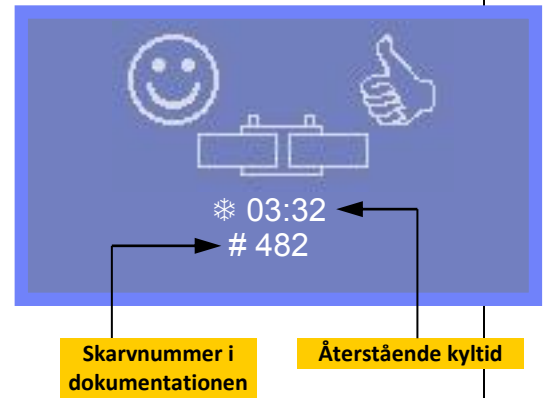 ❄ 03:32
# 482
Skarvnummer i
dokumentationen
Återstående kyltid